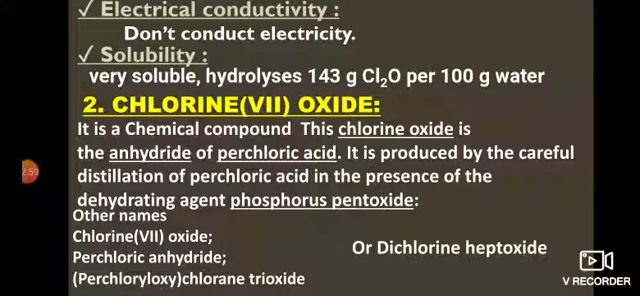 ✓ Electrical conductivity :
Don't conduct electricity.
✓ Solubility :
very soluble, hydrolyses 143 g Cl₂O per 100 g water
2. CHLORINE(VII) OXIDE:
It is a Chemical compound This chlorine oxide is
the anhydride of perchloric acid. It is produced by the careful
distillation of perchloric acid in the presence of the
dehydrating agent phosphorus pentoxide:
Other names
Chlorine(VII) oxide;
Perchloric anhydride;
(Perchloryloxy)chlorane trioxide
Or Dichlorine heptoxide
2:59
V RECORDER